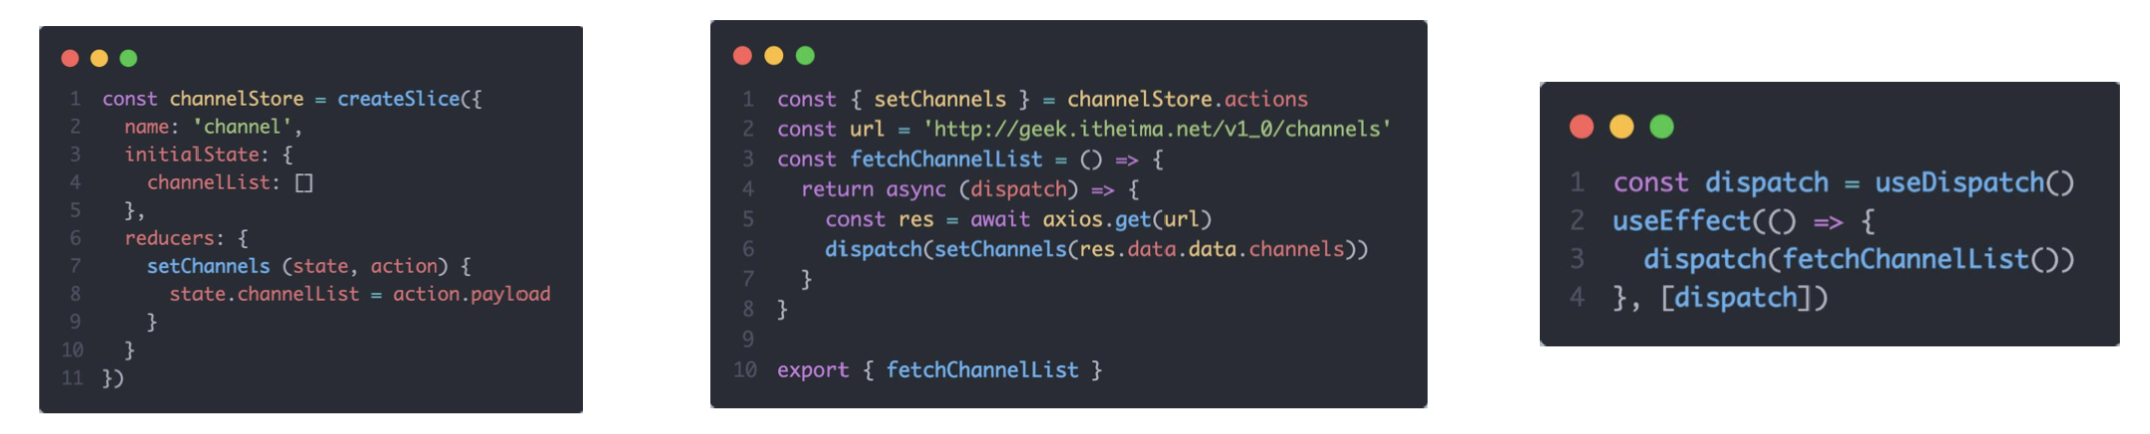 1 const channelStore = createSlice({
2 name: 'channel',
3 initialState: {
4 channelList: []
5 },
6 reducers: {
7 setChannels (state, action) {
8 state.channelList = action.payload
9 }
10 }
11 })
1 const { setChannels } = channelStore.actions
2 const url = 'http://geek.itheima.net/v1_0/channels'
3 const fetchChannelList = () => {
4 return async (dispatch) => {
5 const res = await axios.get(url)
6 dispatch(setChannels(res.data.data.channels))
7 }
8 }
9
10 export { fetchChannelList }
1 const dispatch = useDispatch()
2 useEffect(() => {
3 dispatch(fetchChannelList())
4 }, [dispatch])